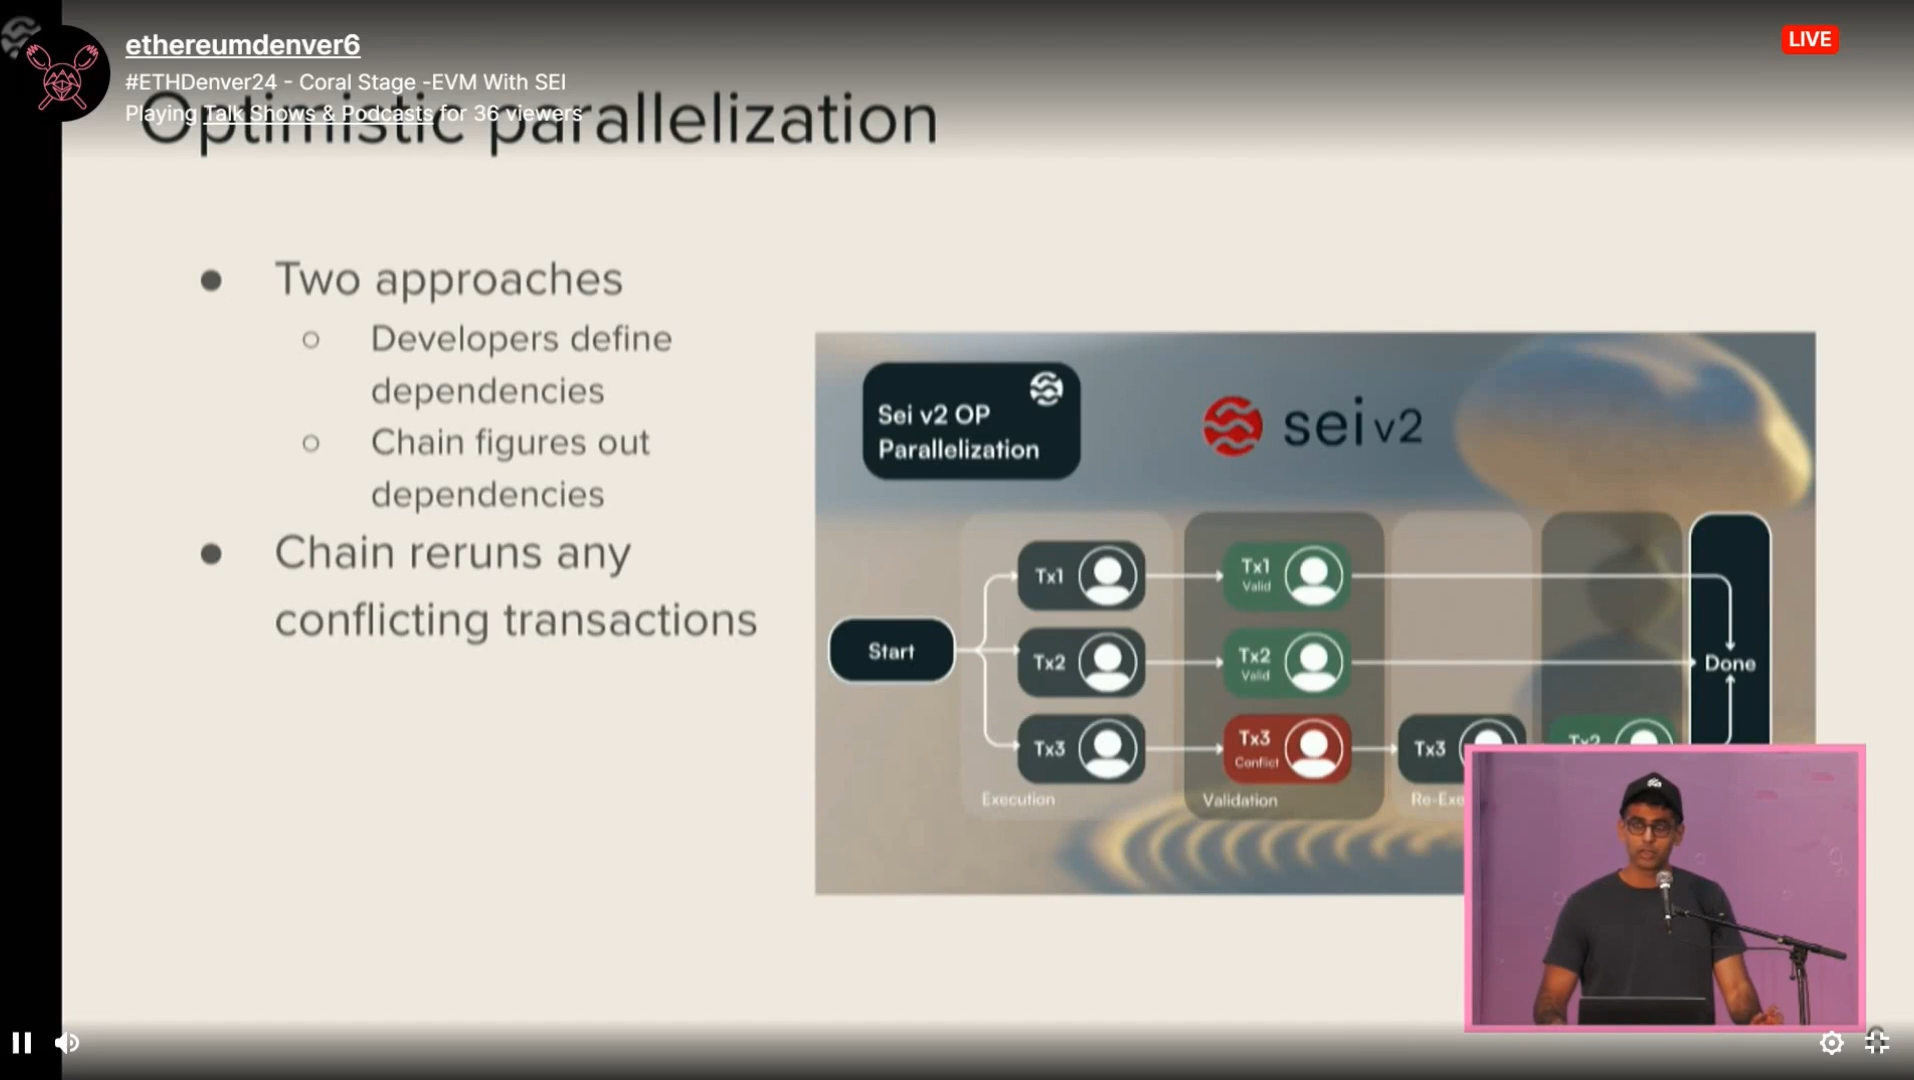 ethereumdenver6
LIVE
#ETHDenver24 - Coral Stage -EVM With SEI
Playing Talk Shows & Podcasts for 36 viewers
Optimistic parallelization
Two approaches
Developers define
dependencies
Chain figures out
dependencies
Chain reruns any
conflicting transactions
Sei v2 OP
Parallelization
sei v2
Start
Tx1
Tx1
Valid
Tx2
Tx2
Valid
Done
Tx3
Tx3
Conflict
Tx3
Execution
Validation
Re-Exe